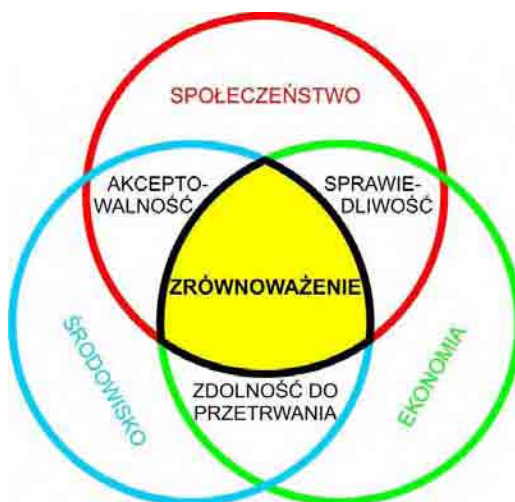 SPOŁECZEŃSTWO
AKCEPTO-
WALNOŚĆ
SPRAWIE-
DLIWOŚĆ
ZRÓWNOWAŻENIE
ŚRODOWISKO
EKONOMIA
ZDOLNOŚĆ DO
PRZETRWANIA